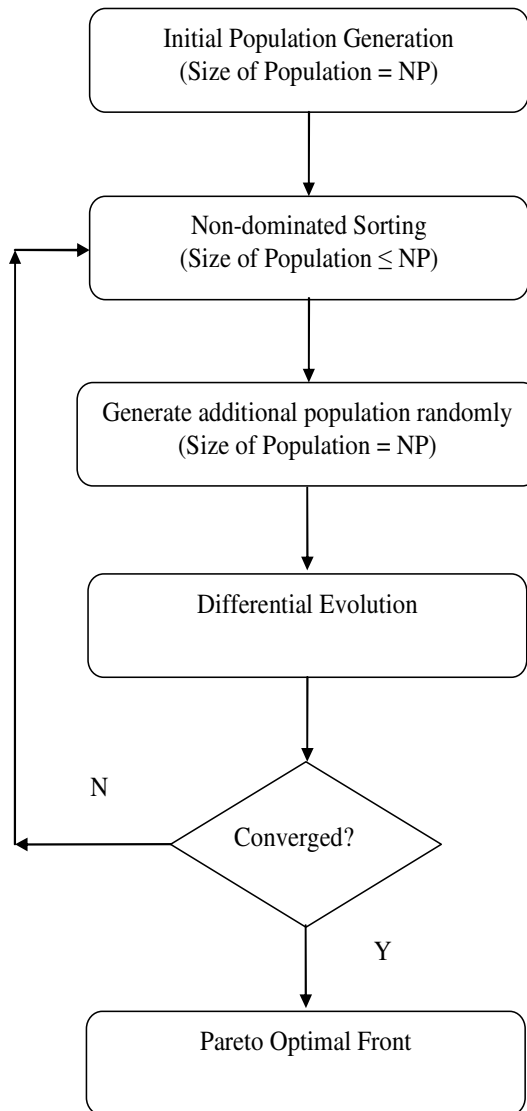 Initial Population Generation
(Size of Population = NP)
Non-dominated Sorting
(Size of Population ≤ NP)
Generate additional population randomly
(Size of Population = NP)
Differential Evolution
N
Converged?
Y
Pareto Optimal Front